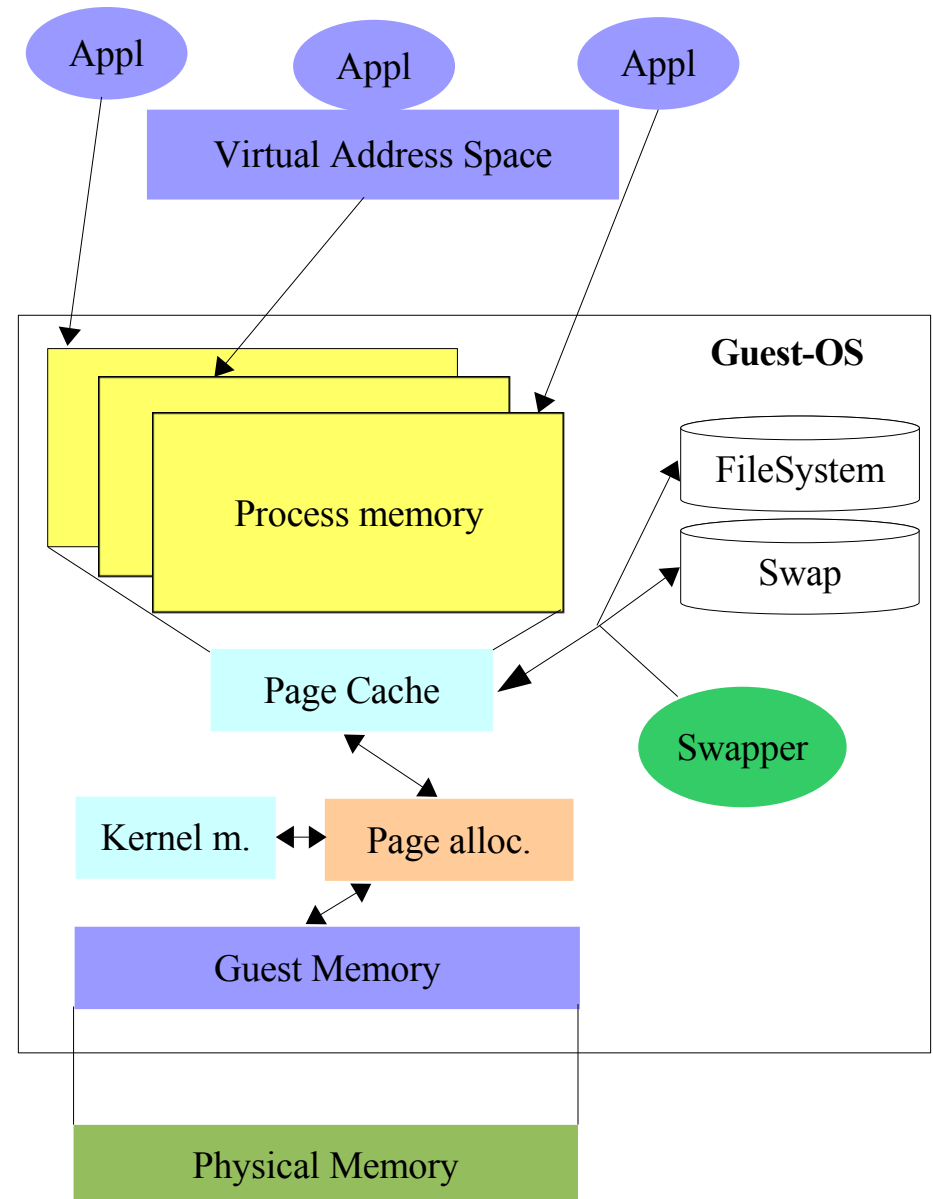 Appl
Appl
Appl
Virtual Address Space
Guest-OS
FileSystem
Process memory
Swap
Page Cache
Swapper
Kernel m.
Page alloc.
Guest Memory
Physical Memory